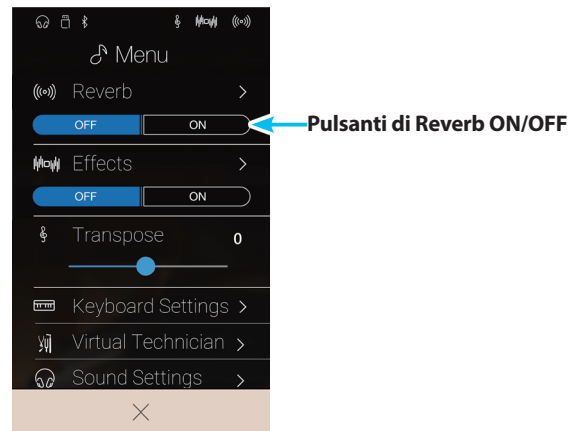 Menu
Reverb
OFF ON
Pulsanti di Reverb ON/OFF
Effects
OFF ON
Transpose 0
Keyboard Settings
Virtual Technician
Sound Settings